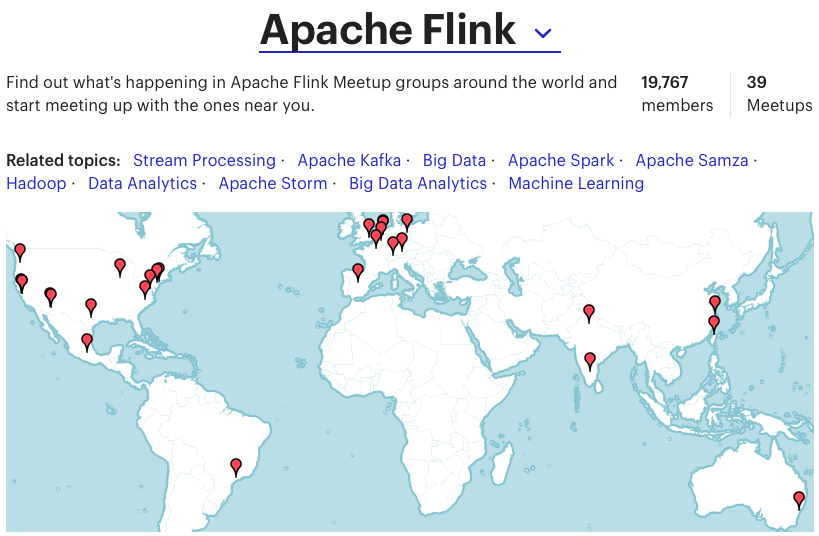 Apache Flink
Find out what's happening in Apache Flink Meetup groups around the world and
start meeting up with the ones near you.
19,767
members
39
Meetups
Related topics: Stream Processing · Apache Kafka · Big Data · Apache Spark · Apache Samza ·
Hadoop · Data Analytics · Apache Storm · Big Data Analytics · Machine Learning